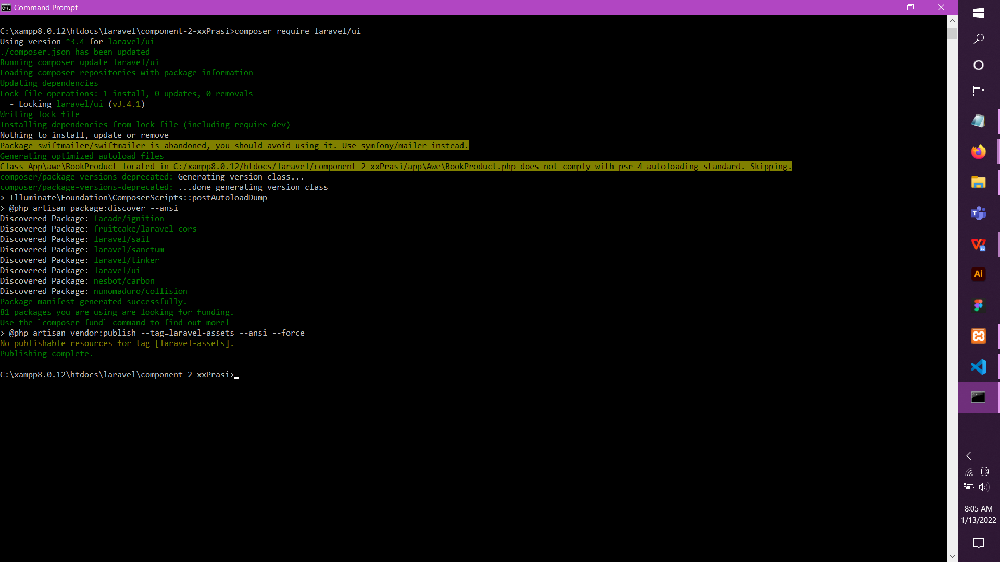 Command Prompt
C:\xampp8.0.12\htdocs\laravel\component-2-xxPrasi>composer require laravel/ui
Using version ^3.4 for laravel/ui
./composer.json has been updated
Running composer update laravel/ui
Loading composer repositories with package information
Updating dependencies
Lock file operations: 1 install, 0 updates, 0 removals
  - Locking laravel/ui (v3.4.1)
Writing lock file
Installing dependencies from lock file (including require-dev)
Nothing to install, update or remove
Package swiftmailer/swiftmailer is abandoned, you should avoid using it. Use symfony/mailer instead.
Generating optimized autoload files
Class App\awe\BookProduct located in C:/xampp8.0.12/htdocs/laravel/component-2-xxPrasi/app\Awe\BookProduct.php does not comply with psr-4 autoloading standard. Skipping.
composer/package-versions-deprecated: Generating version class...
composer/package-versions-deprecated: ...done generating version class
> Illuminate\Foundation\ComposerScripts::postAutoloadDump
> @php artisan package:discover --ansi
Discovered Package: facade/ignition
Discovered Package: fruitcake/laravel-cors
Discovered Package: laravel/sail
Discovered Package: laravel/sanctum
Discovered Package: laravel/tinker
Discovered Package: laravel/ui
Discovered Package: nesbot/carbon
Discovered Package: nunomaduro/collision
Package manifest generated successfully.
81 packages you are using are looking for funding.
Use the `composer fund` command to find out more!
> @php artisan vendor:publish --tag=laravel-assets --ansi --force
No publishable resources for tag [laravel-assets].
Publishing complete.
C:\xampp8.0.12\htdocs\laravel\component-2-xxPrasi>
Ai
8:05 AM
1/13/2022